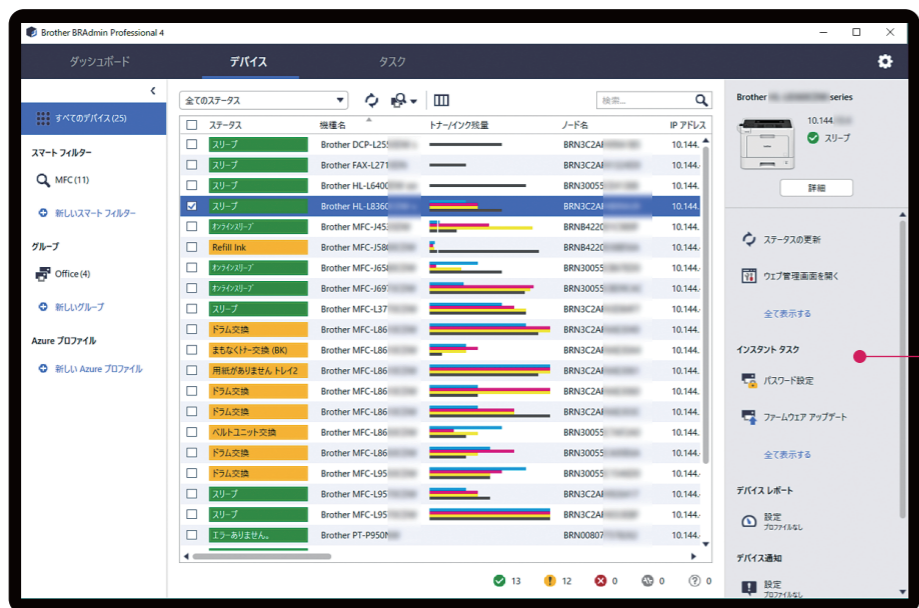 Brother BRAdmin Professional 4
ダッシュボード デバイス タスク
すべてのデバイス (25)
スマート フィルター
MFC (11)
新しいスマート フィルター
グループ
Office (4)
新しいグループ
Azure プロファイル
新しい Azure プロファイル
全てのステータス
検索...
ステータス 機種名 トナー/インク残量 ノード名 IP アドレス
スリープ Brother DCP-L255 BRN3C2A 10.144.
スリープ Brother FAX-L271 BRN3C2A 10.144.
スリープ Brother HL-L6400 BRN30055 10.144.
スリープ Brother HL-L8360 BRN3C2A 10.144.
オンラインスリープ Brother MFC-J453 BRNB4220 10.144.
Refill Ink Brother MFC-J586 BRNB4220 10.144.
オンラインスリープ Brother MFC-J658 BRN30055 10.144.
オンラインスリープ Brother MFC-J697 BRN30055 10.144.
スリープ Brother MFC-L37 BRN3C2A 10.144.
ドラム交換 Brother MFC-L86 BRN3C2A 10.144.
まもなくトナー交換 (BK) Brother MFC-L86 BRN3C2A 10.144.
用紙がありません トレイ2 Brother MFC-L86 BRN3C2A 10.144.
ドラム交換 Brother MFC-L86 BRN3C2A 10.144.
ドラム交換 Brother MFC-L86 BRN3C2A 10.144.
ベルトユニット交換 Brother MFC-L86 BRN30055 10.144.
ドラム交換 Brother MFC-L86 BRN30055 10.144.
ドラム交換 Brother MFC-L95 BRN30055 10.144.
スリープ Brother MFC-L95 BRN3C2A 10.144.
スリープ Brother MFC-L95 BRN3C2A 10.144.
エラーありません。 Brother PT-P950N BRN00807 10.144.
13 12 0 0 0
Brother series
10.144.
スリープ
詳細
ステータスの更新
ウェブ管理画面を開く
全て表示する
インスタント タスク
パスワード設定
ファームウェア アップデート
全て表示する
デバイス レポート
設定
プロファイルなし
デバイス通知
設定
プロファイルなし